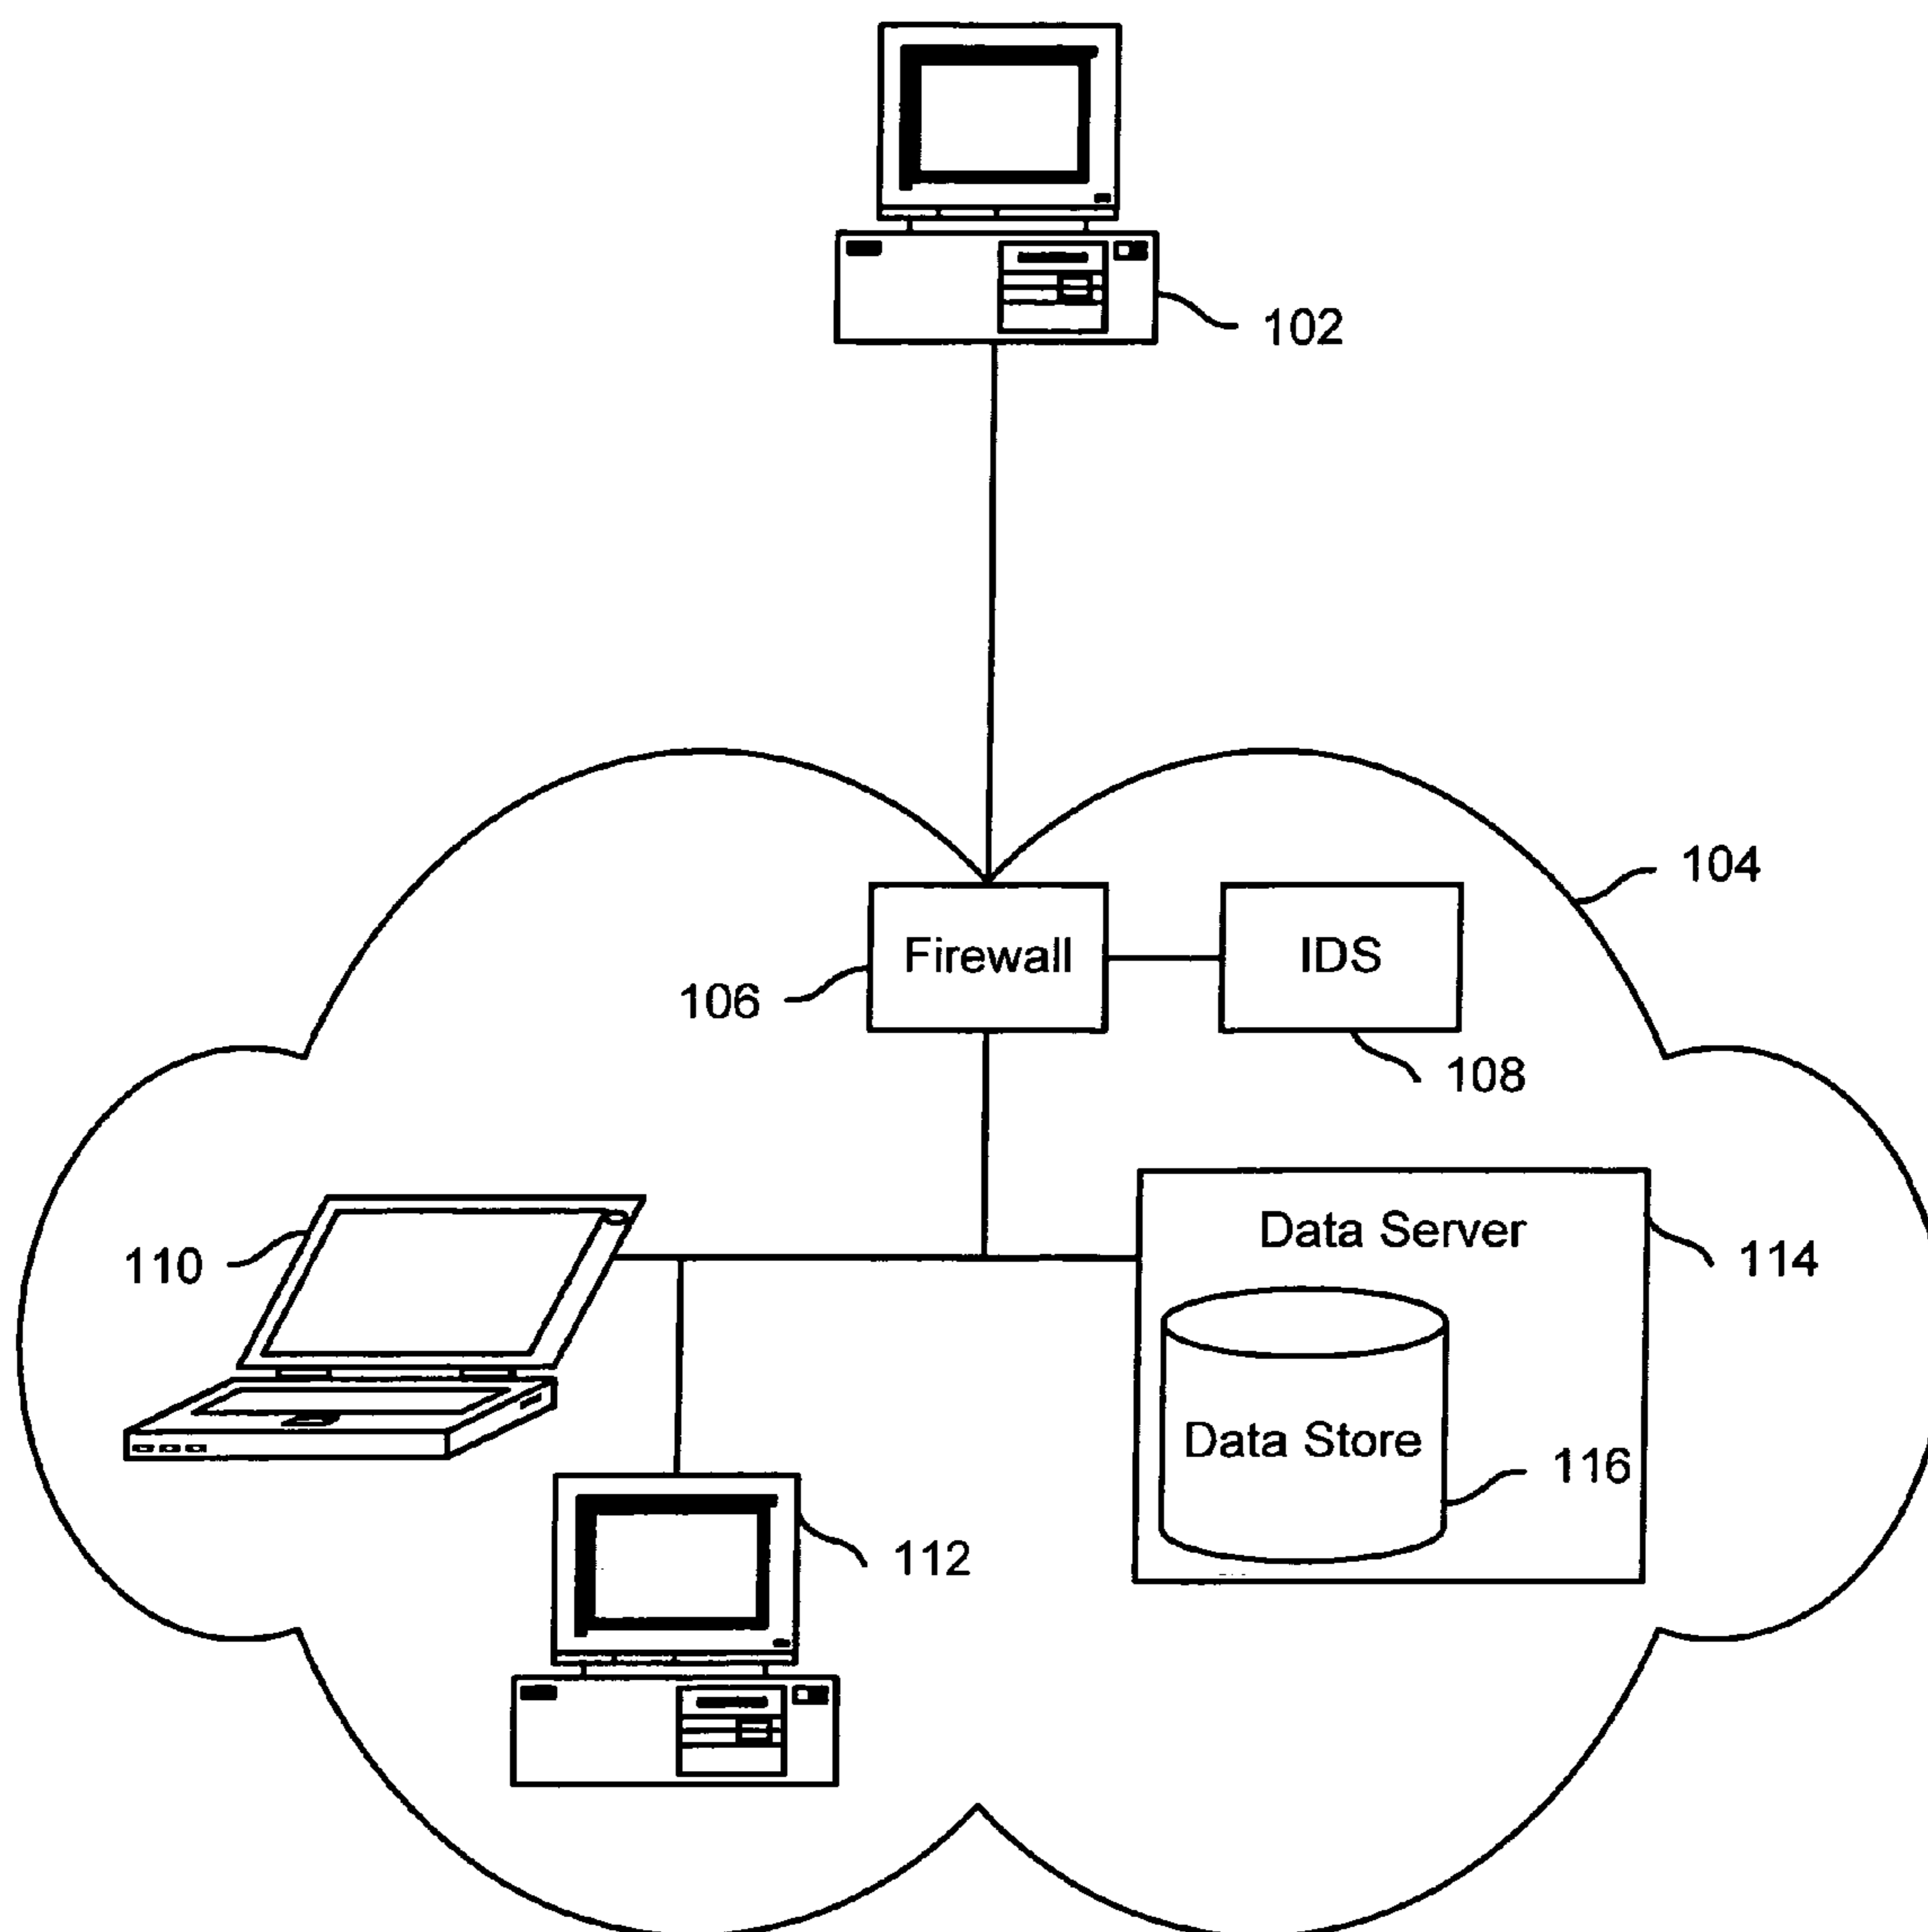 102
104
Firewall
IDS
106
108
Data Server
110
114
Data Store
116
112